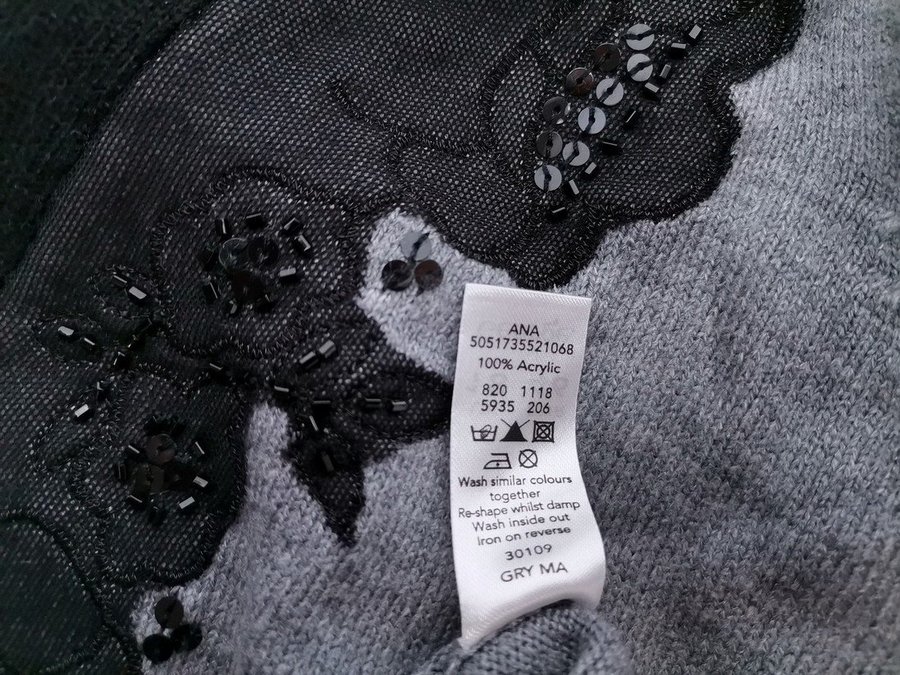 ANA
5051735521068
100% Acrylic
820 1118
5935 206
Wash similar colours
together
Re-shape whilst damp
Wash inside out
Iron on reverse
30109
GRY MA